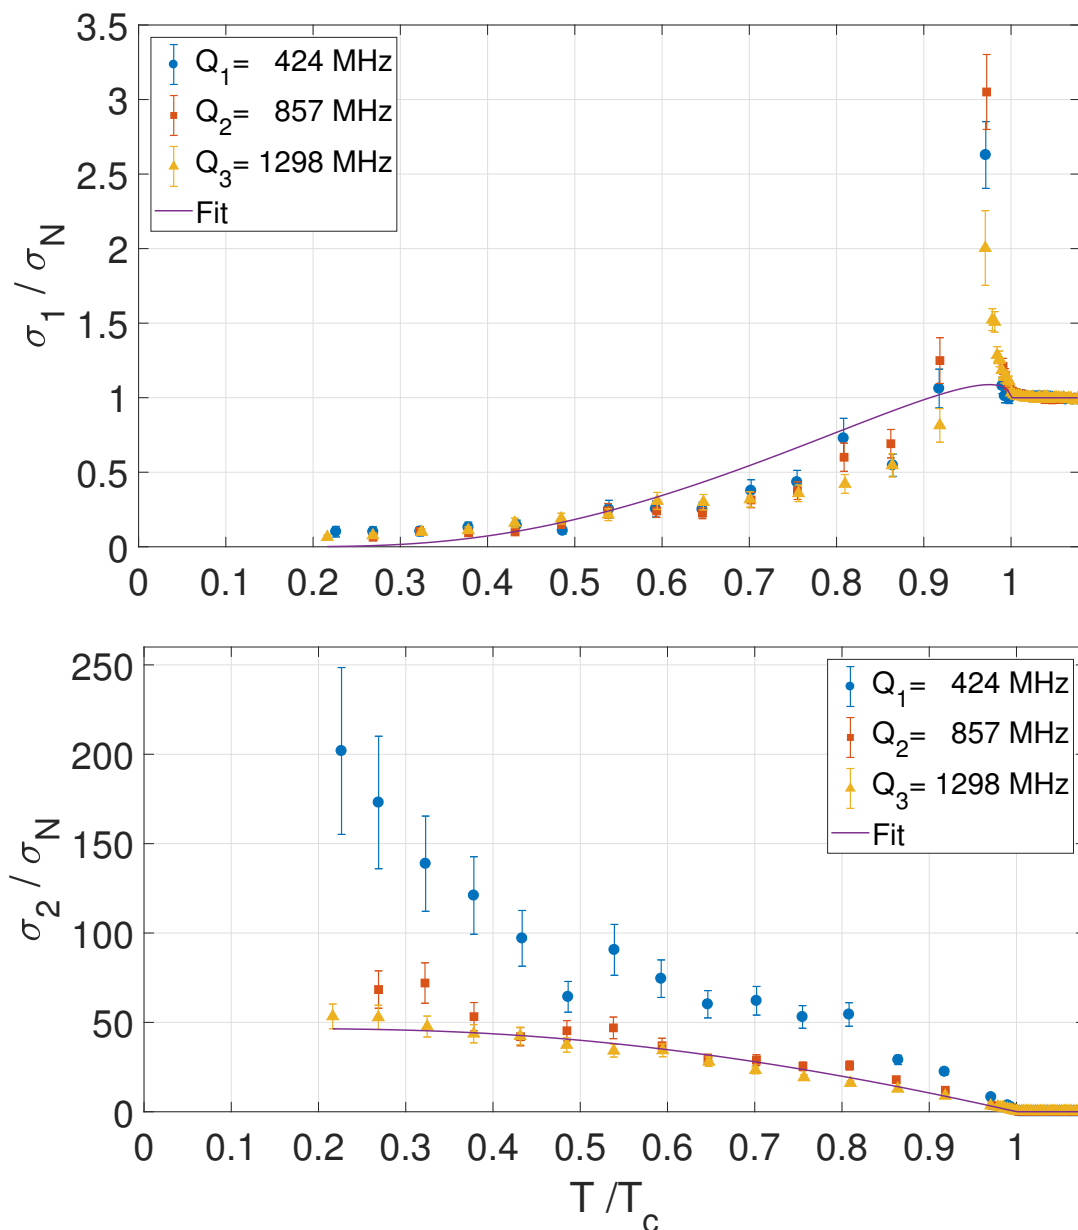 3.5
3
2.5
2
1.5
1
0.5
0
σ₁ / σ_N
Q₁= 424 MHz
Q₂= 857 MHz
Q₃= 1298 MHz
Fit
0 0.1 0.2 0.3 0.4 0.5 0.6 0.7 0.8 0.9 1
250
200
150
100
50
0
σ₂ / σ_N
Q₁= 424 MHz
Q₂= 857 MHz
Q₃= 1298 MHz
Fit
0 0.1 0.2 0.3 0.4 0.5 0.6 0.7 0.8 0.9 1
T /T_c